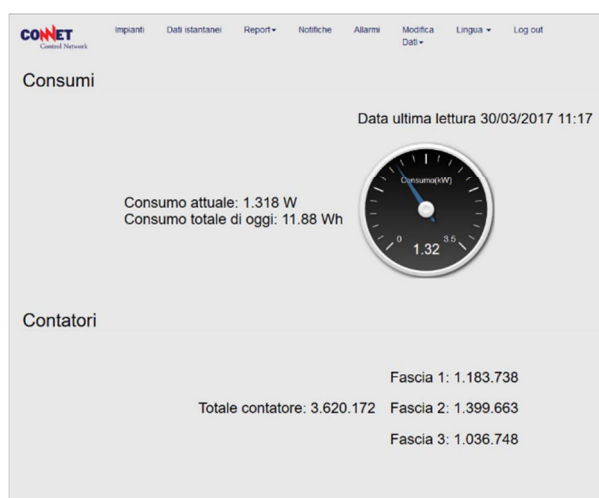 CONNET
Control Network
Impianti Dati istantanei Report Notifiche Allarmi Modifica Dati Lingua Log out
Consumi
Data ultima lettura 30/03/2017 11:17
Consumo(kW)
Consumo attuale: 1.318 W
Consumo totale di oggi: 11.88 Wh
0 3.5
1.32
Contatori
Fascia 1: 1.183.738
Totale contatore: 3.620.172 Fascia 2: 1.399.663
Fascia 3: 1.036.748